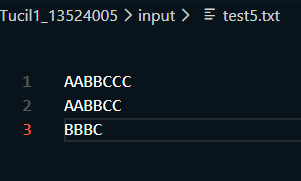 Tucil1_13524005 > input > test5.txt
1 AABBCCC
2 AABBCC
3 BBBC